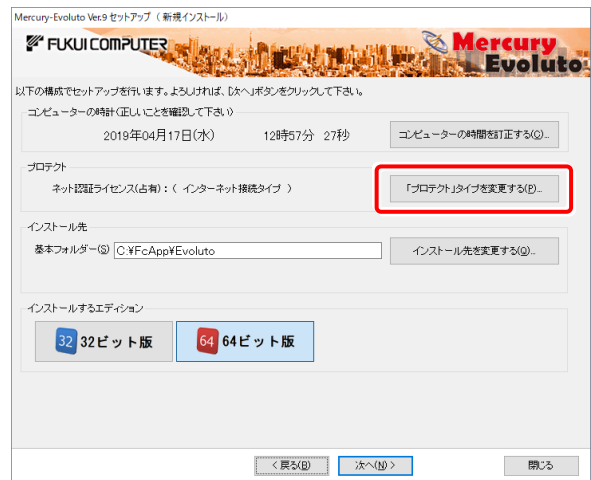 Mercury-Evoluto Ver.9 セットアップ（ 新規インストール）
FUKUI COMPUTER
Mercury
Evoluto
以下の構成でセットアップを行います。よろしければ、[次へ]ボタンをクリックして下さい。
コンピューターの時計（正しいことを確認して下さい）
2019年04月17日(水) 12時57分 27秒
コンピューターの時間を訂正する(C)...
プロテクト
ネット認証ライセンス(占有)：（ インターネット接続タイプ ）
「プロテクト」タイプを変更する(P)...
インストール先
基本フォルダー(S) C:¥FcApp¥Evoluto
インストール先を変更する(O)...
インストールするエディション
32 32ビット版 64 64ビット版
< 戻る(B) 次へ(N) > 閉じる